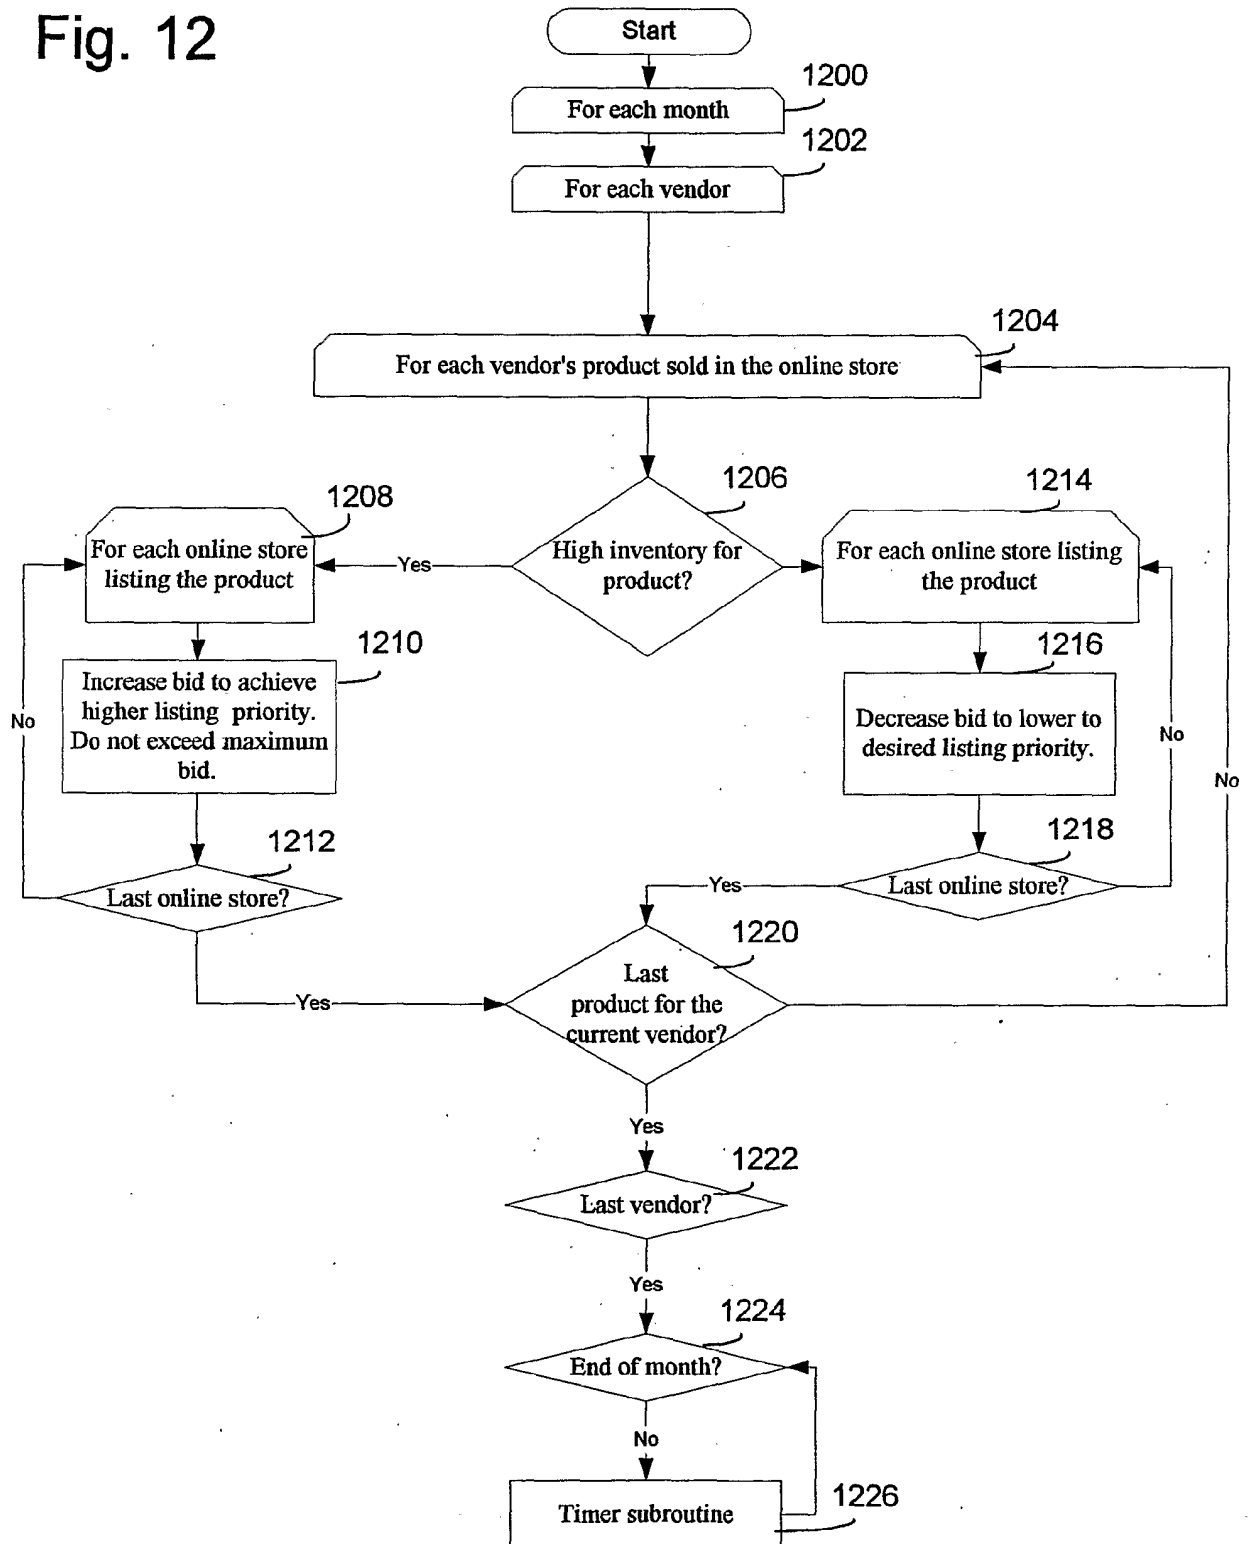 Fig. 12
Start
1200
For each month
1202
For each vendor
1204
For each vendor's product sold in the online store
1206
High inventory for
product?
Yes
1208
For each online store
listing the product
1214
For each online store listing
the product
1210
Increase bid to achieve
higher listing priority.
Do not exceed maximum
bid.
No
1216
Decrease bid to lower to
desired listing priority.
No
No
1212
Last online store?
1218
Last online store?
Yes
Yes
1220
Last
product for the
current vendor?
Yes
1222
Last vendor?
Yes
1224
End of month?
No
Timer subroutine
1226